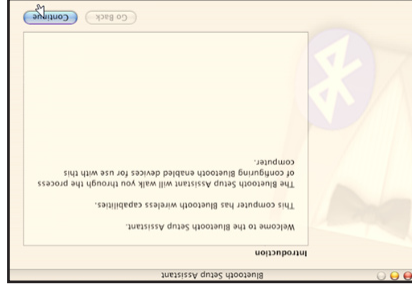 Bluetooth Setup Assistant
Introduction
Welcome to the Bluetooth Setup Assistant.
This computer has Bluetooth wireless capabilities.
The Bluetooth Setup Assistant will walk you through the process
of configuring Bluetooth enabled devices for use with this
computer.
Go Back
Continue